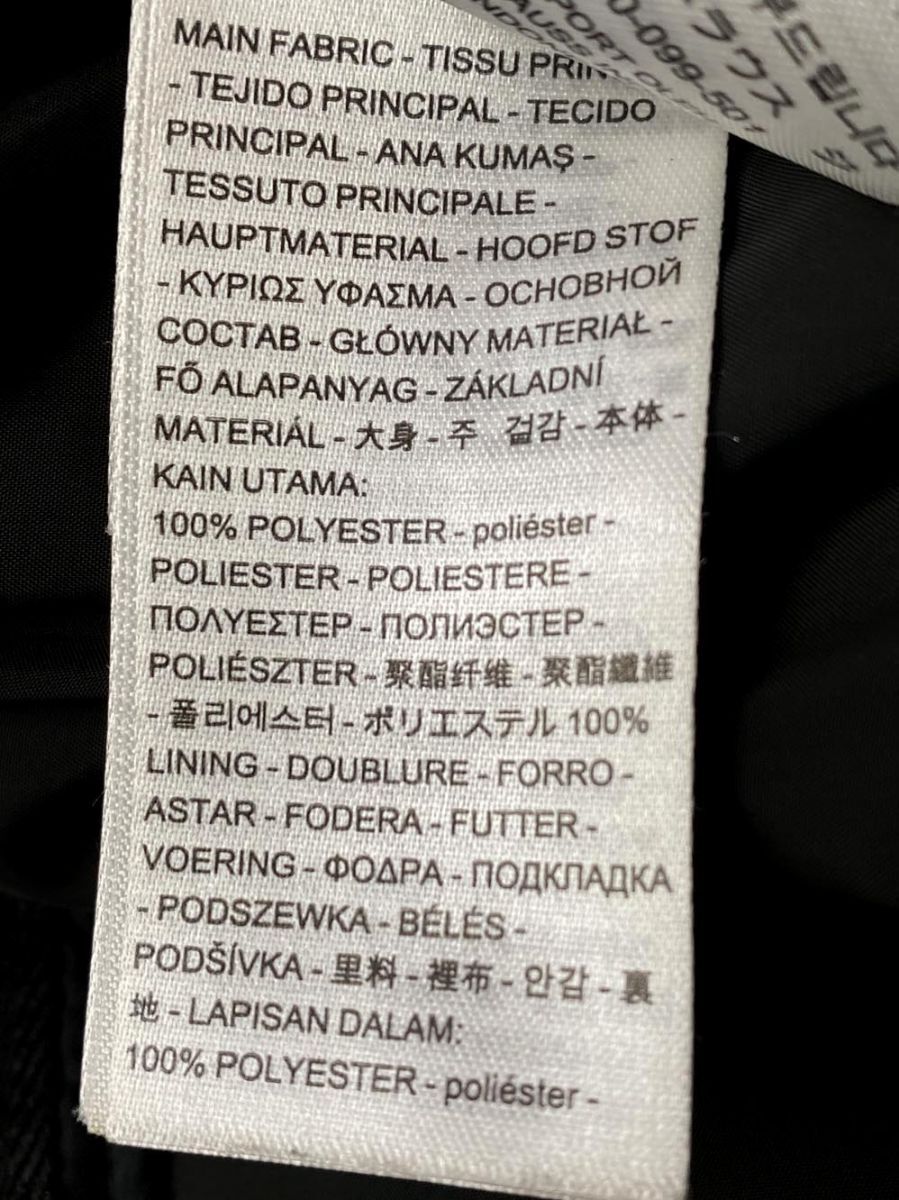 MAIN FABRIC - TISSU
- TEJIDO PRINCIPAL - TECIDO
PRINCIPAL - ANA KUMAŞ -
TESSUTO PRINCIPALE -
HAUPTMATERIAL - HOOFD STOF
- ΚΥΡΙΩΣ ΥΦΑΣΜΑ - ОСНОВНОЙ
СОСТАВ - GŁÓWNY MATERIAŁ -
FŐ ALAPANYAG - ZÁKLADNÍ
MATERIÁL - 大身 - 주 겉감 - 本体 -
KAIN UTAMA:
100% POLYESTER - poliéster -
POLIESTER - POLIESTERE -
ΠΟΛΥΕΣΤΕΡ - ПОЛИЭСТЕР -
POLIÉSZTER - 聚酯纤维 - 聚酯纖維
- 폴리에스터 - ポリエステル 100%
LINING - DOUBLURE - FORRO -
ASTAR - FODERA - FUTTER -
VOERING - ΦΟΔΡΑ - ПОДКЛАДКА
- PODSZEWKA - BÉLÉS -
PODŠÍVKA - 里料 - 裡布 - 안감 - 裏
地 - LAPISAN DALAM:
100% POLYESTER - poliéster -